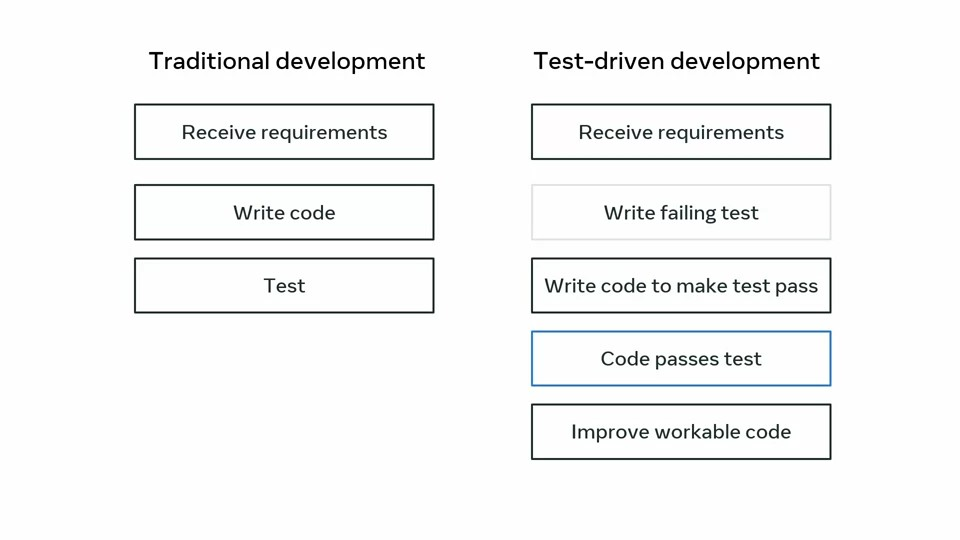 Traditional development
Receive requirements
Write code
Test
Test-driven development
Receive requirements
Write failing test
Write code to make test pass
Code passes test
Improve workable code